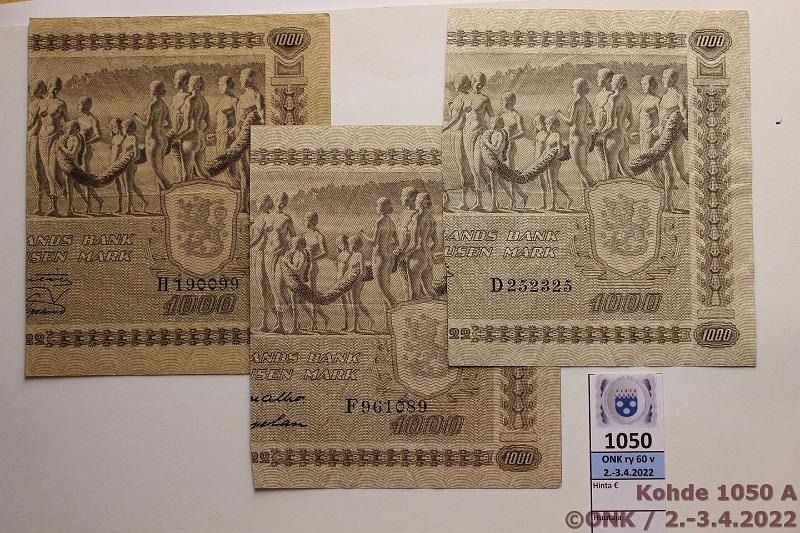 1000
ANDS BANK
USEN MARK
H190099
1000
22
ANDS BANK
USEN MARK
F961089
1000
22
1000
1000
ANDS BANK
USEN MARK
D252325
1000
22
1000
1050
ONK ry 60 v
2.-3.4.2022
Hinta €
Huutaja
Kohde 1050 A
©ONK / 2.-3.4.2022